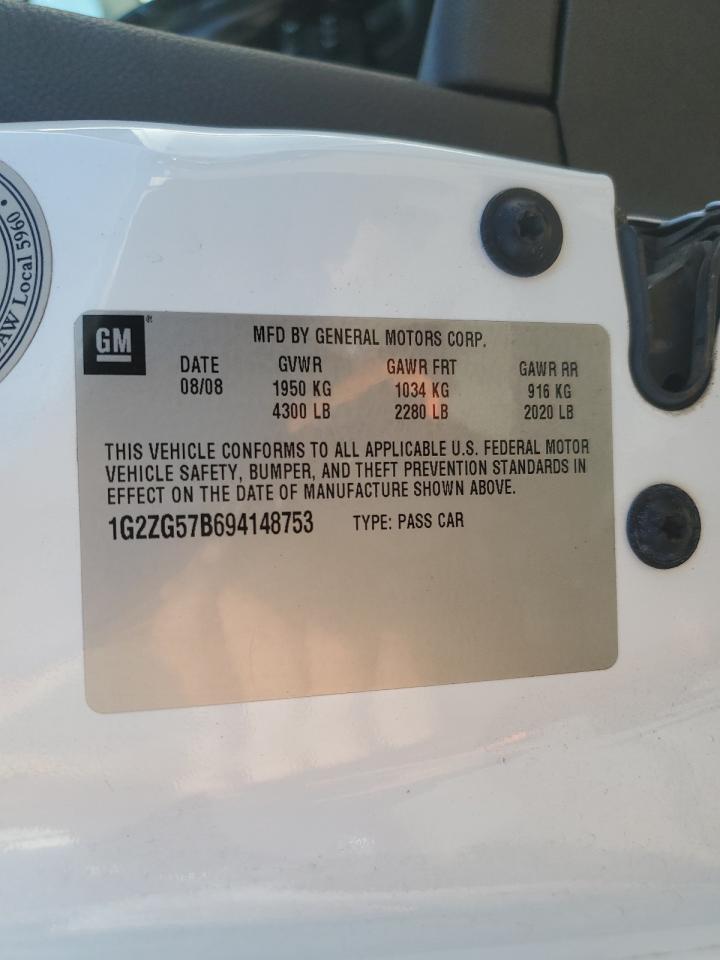 AW Local 5960 •
GM
MFD BY GENERAL MOTORS CORP.
DATE GVWR GAWR FRT GAWR RR
08/08 1950 KG 1034 KG 916 KG
4300 LB 2280 LB 2020 LB
THIS VEHICLE CONFORMS TO ALL APPLICABLE U.S. FEDERAL MOTOR
VEHICLE SAFETY, BUMPER, AND THEFT PREVENTION STANDARDS IN
EFFECT ON THE DATE OF MANUFACTURE SHOWN ABOVE.
1G2ZG57B694148753 TYPE: PASS CAR